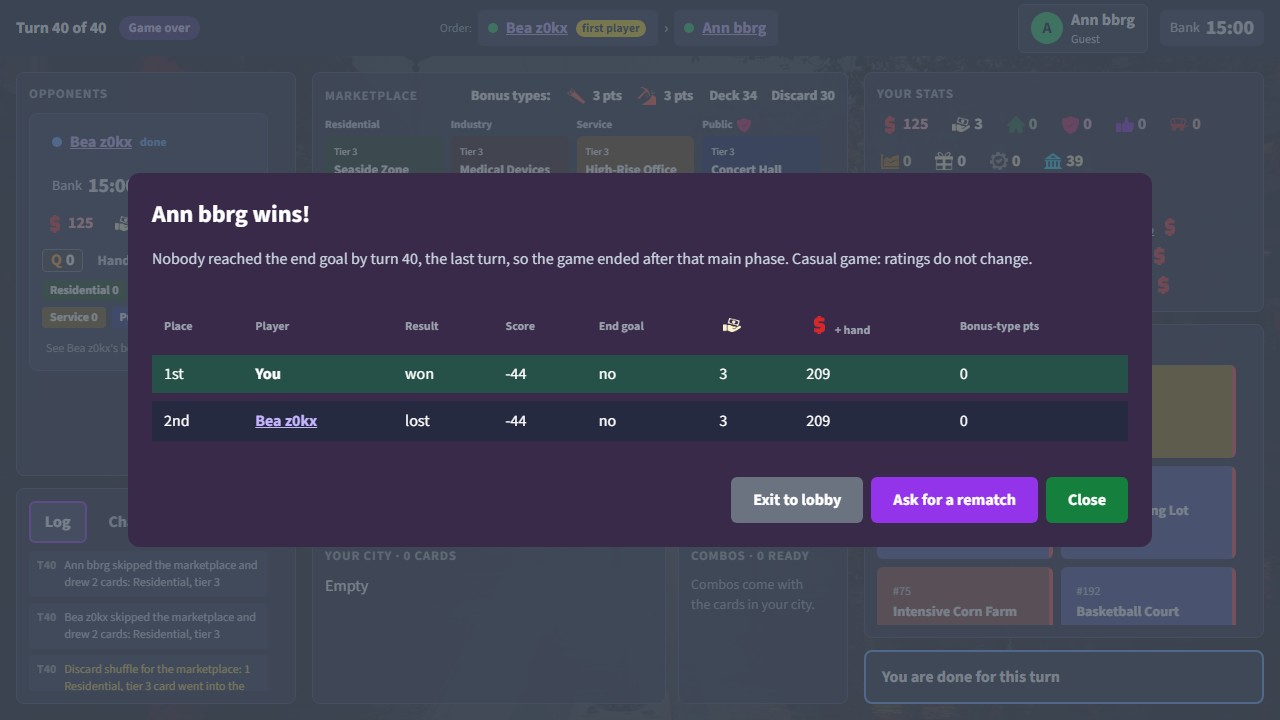 Turn 40 of 40
Game over
Order:
Bea z0kx
first player
›
Ann bbrg
A
Ann bbrg
Guest
Bank 15:00
OPPONENTS
Bea z0kx done
Bank 15:00
125
Q 0
Hand
Residential 0
Service 0
See Bea z0kx's
MARKETPLACE
Bonus types:
3 pts
3 pts
Deck 34
Discard 30
Residential
Industry
Service
Public
Tier 3
Seaside Zone
Tier 3
Medical Devices
Tier 3
High-Rise Office
Tier 3
Concert Hall
YOUR STATS
125
3
0
0
0
0
0
0
0
39
Ann bbrg wins!
Nobody reached the end goal by turn 40, the last turn, so the game ended after that main phase. Casual game: ratings do not change.
Place Player Result Score End goal + hand Bonus-type pts
1st You won -44 no 3 209 0
2nd Bea z0kx lost -44 no 3 209 0
Exit to lobby
Ask for a rematch
Close
Log
T40 Ann bbrg skipped the marketplace and
drew 2 cards: Residential, tier 3
T40 Bea z0kx skipped the marketplace and
drew 2 cards: Residential, tier 3
T40 Discard shuffle for the marketplace: 1
Residential, tier 3 card went into the
YOUR CITY · 0 CARDS
Empty
COMBOS · 0 READY
Combos come with
the cards in your city.
ng Lot
#75
Intensive Corn Farm
#192
Basketball Court
You are done for this turn